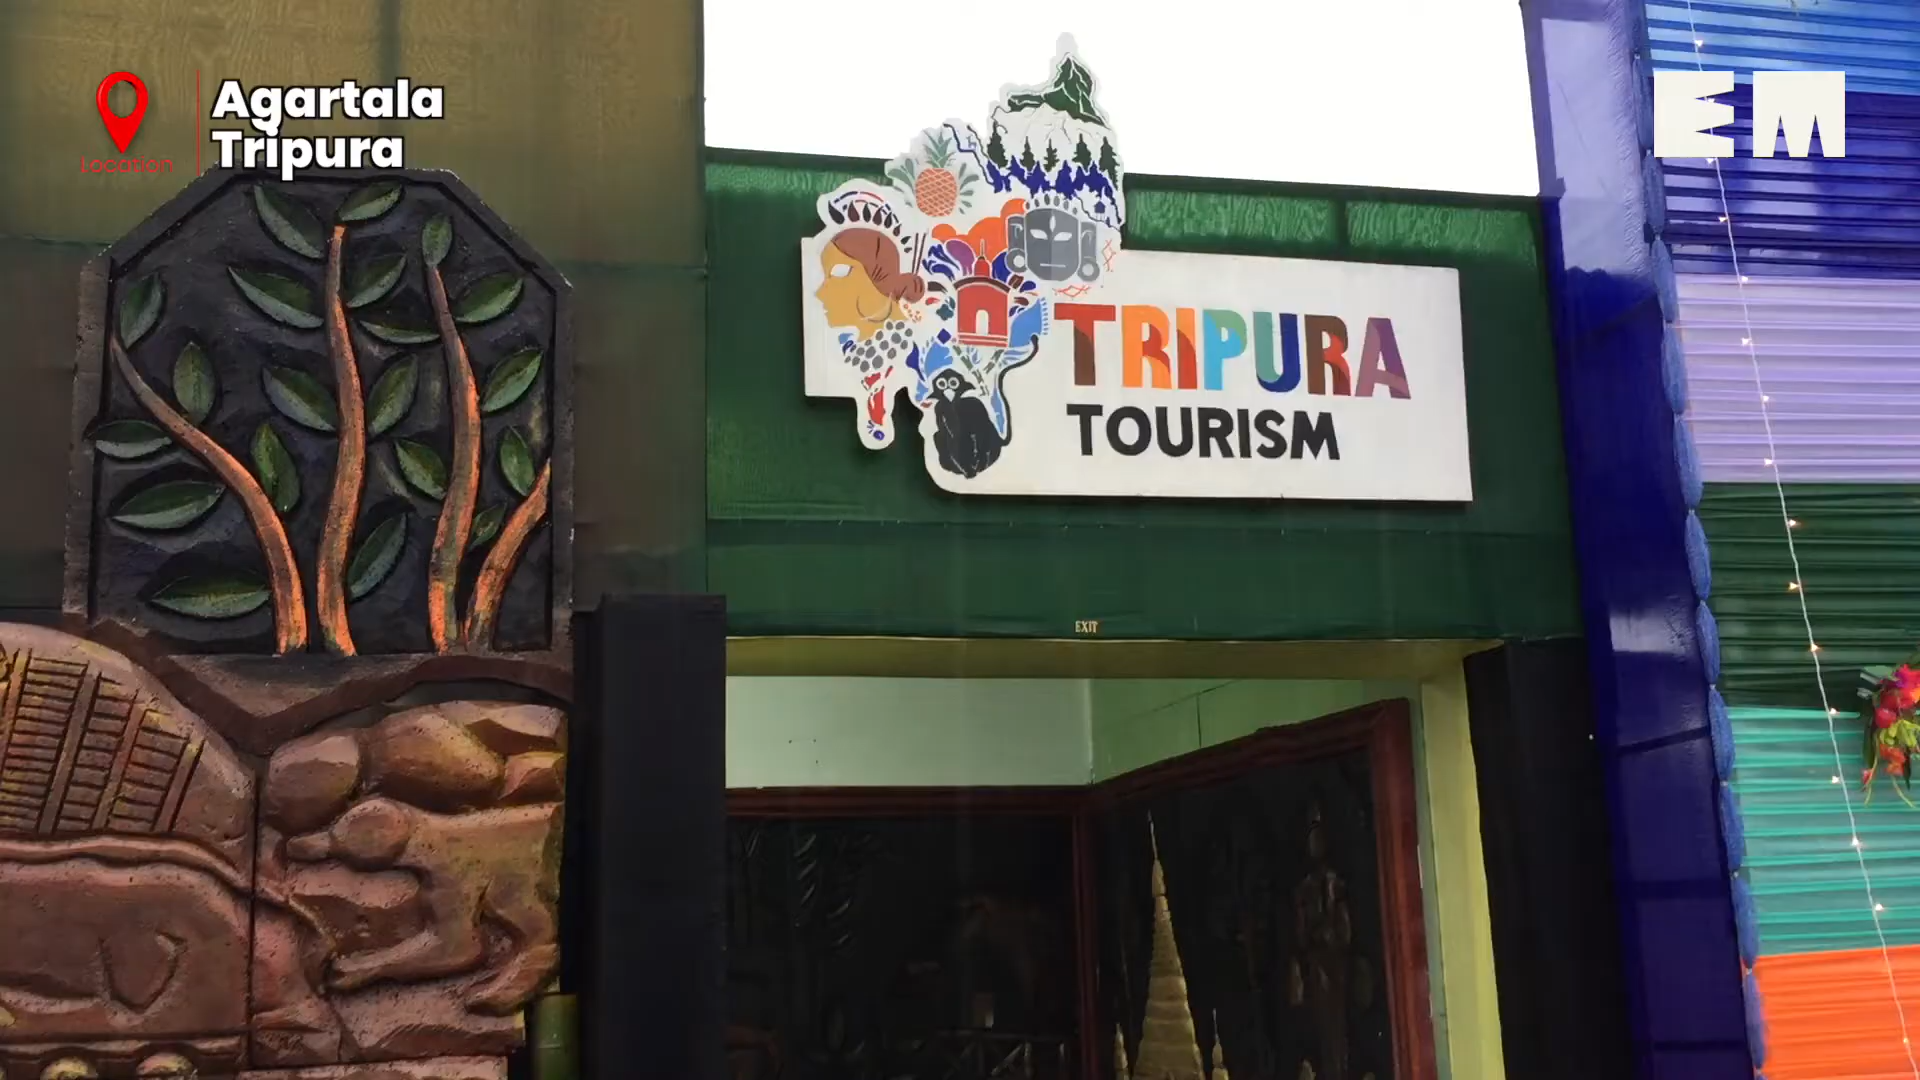 Agartala
Tripura
Location
EM
TRIPURA
TOURISM
EXIT